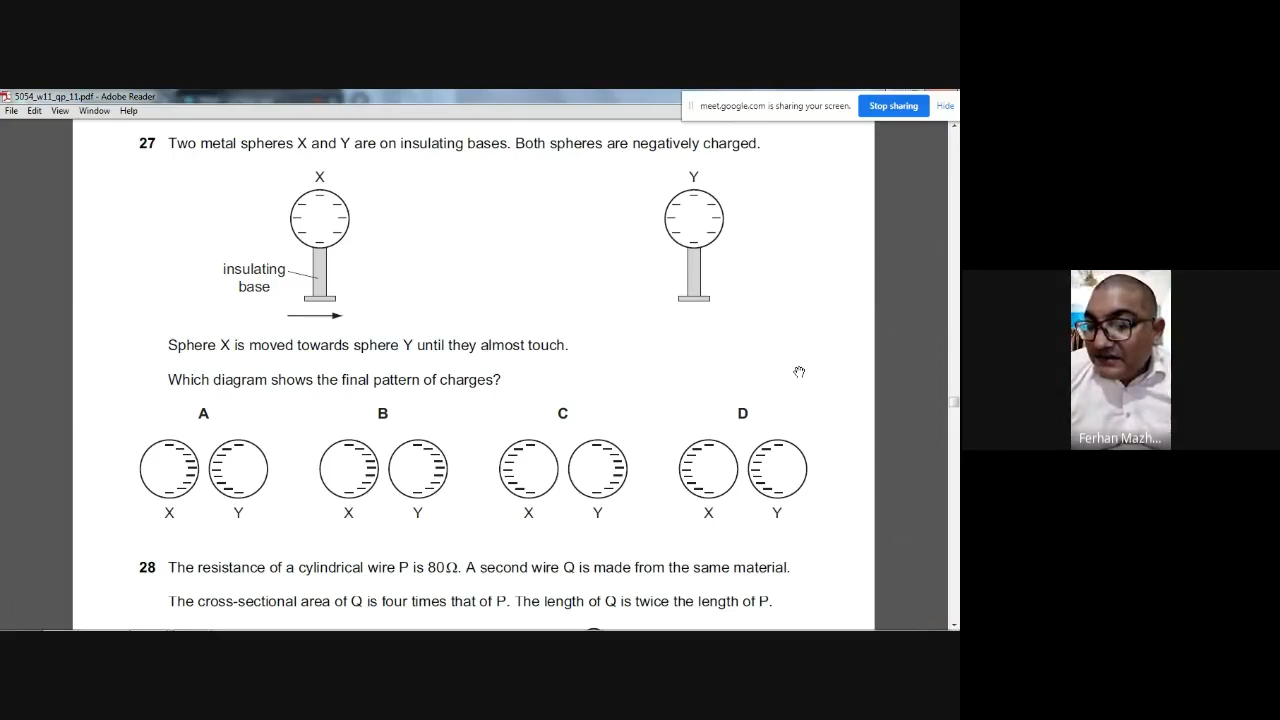 5054_w11_qp_11.pdf - Adobe Reader
File Edit View Window Help
meet.google.com is sharing your screen. Stop sharing Hide
27 Two metal spheres X and Y are on insulating bases. Both spheres are negatively charged.
X Y
insulating
base
Sphere X is moved towards sphere Y until they almost touch.
Which diagram shows the final pattern of charges?
A B C D
X Y X Y X Y X Y
Ferhan Mazh...
28 The resistance of a cylindrical wire P is 80Ω. A second wire Q is made from the same material.
The cross-sectional area of Q is four times that of P. The length of Q is twice the length of P.